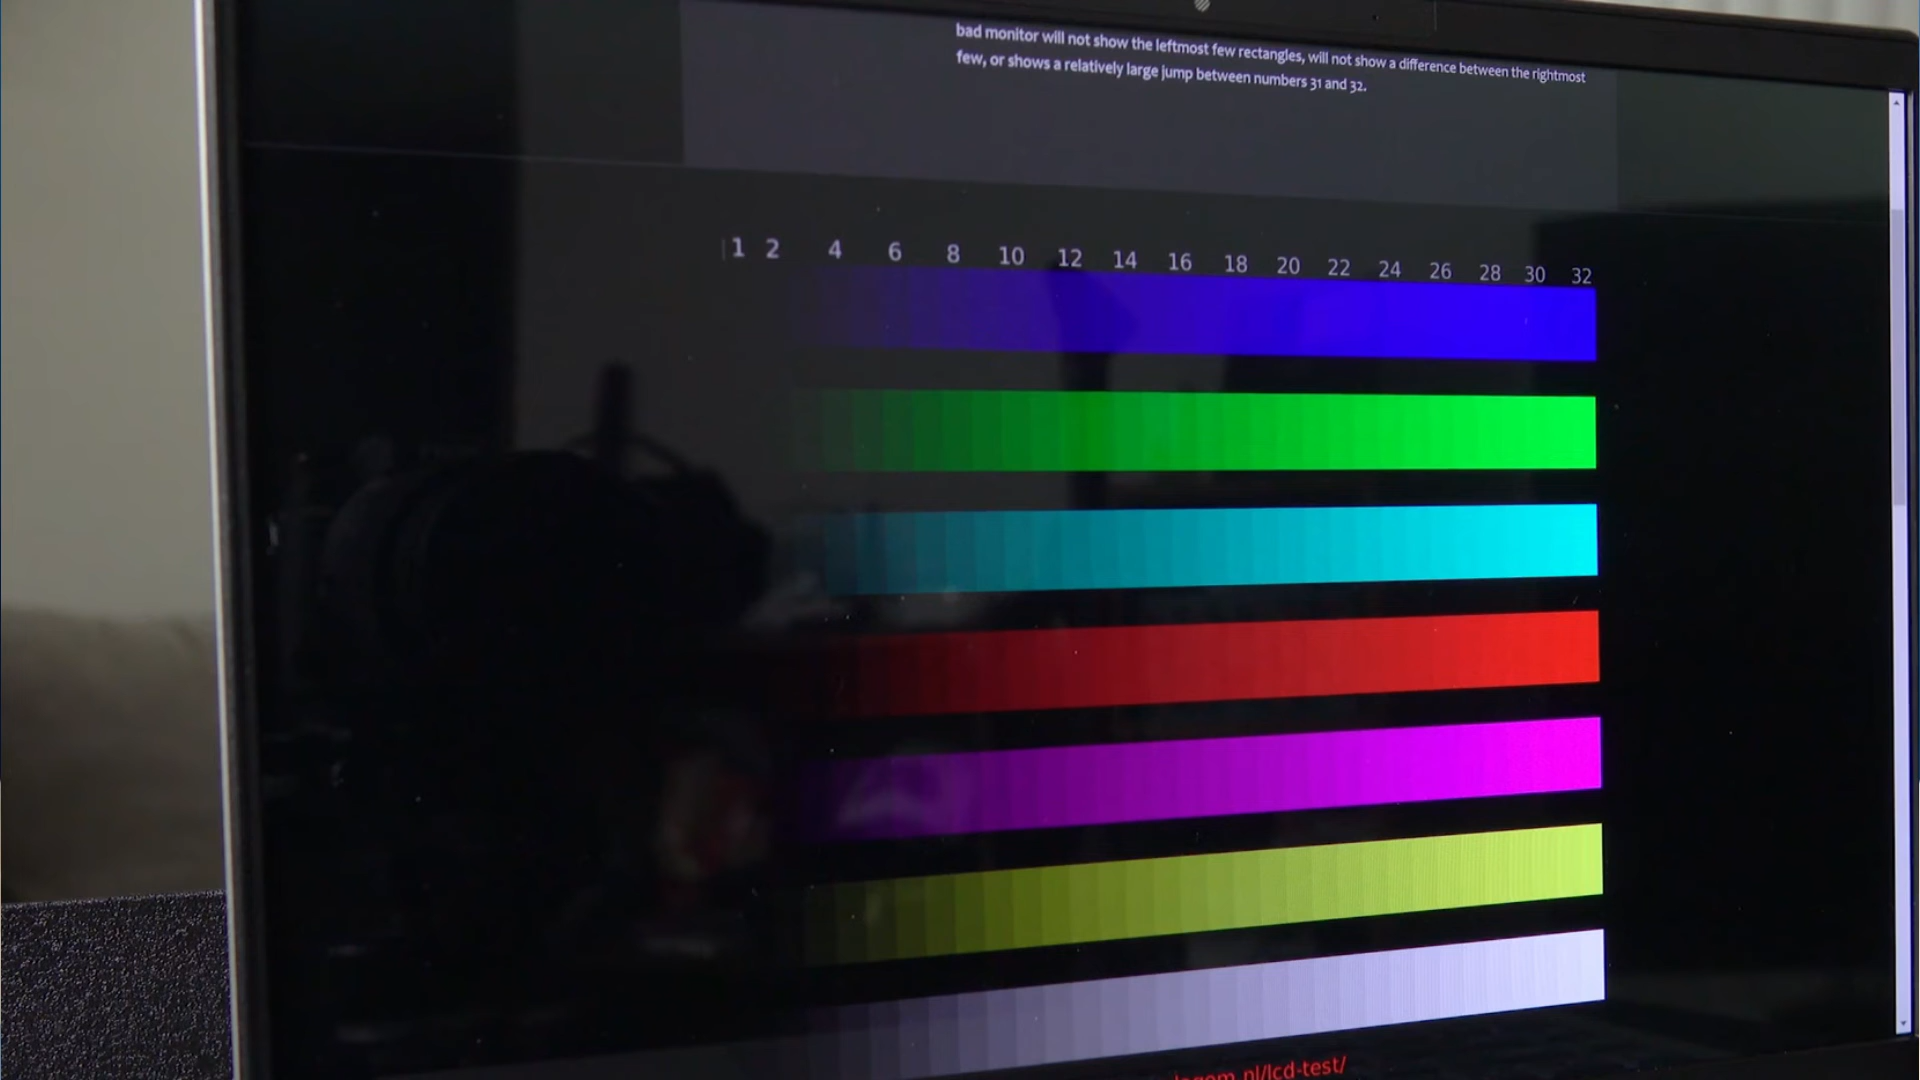 bad monitor will not show the leftmost few rectangles, will not show a difference between the rightmost
few, or shows a relatively large jump between numbers 31 and 32.
1 2 4 6 8 10 12 14 16 18 20 22 24 26 28 30 32
.nl/lcd-test/